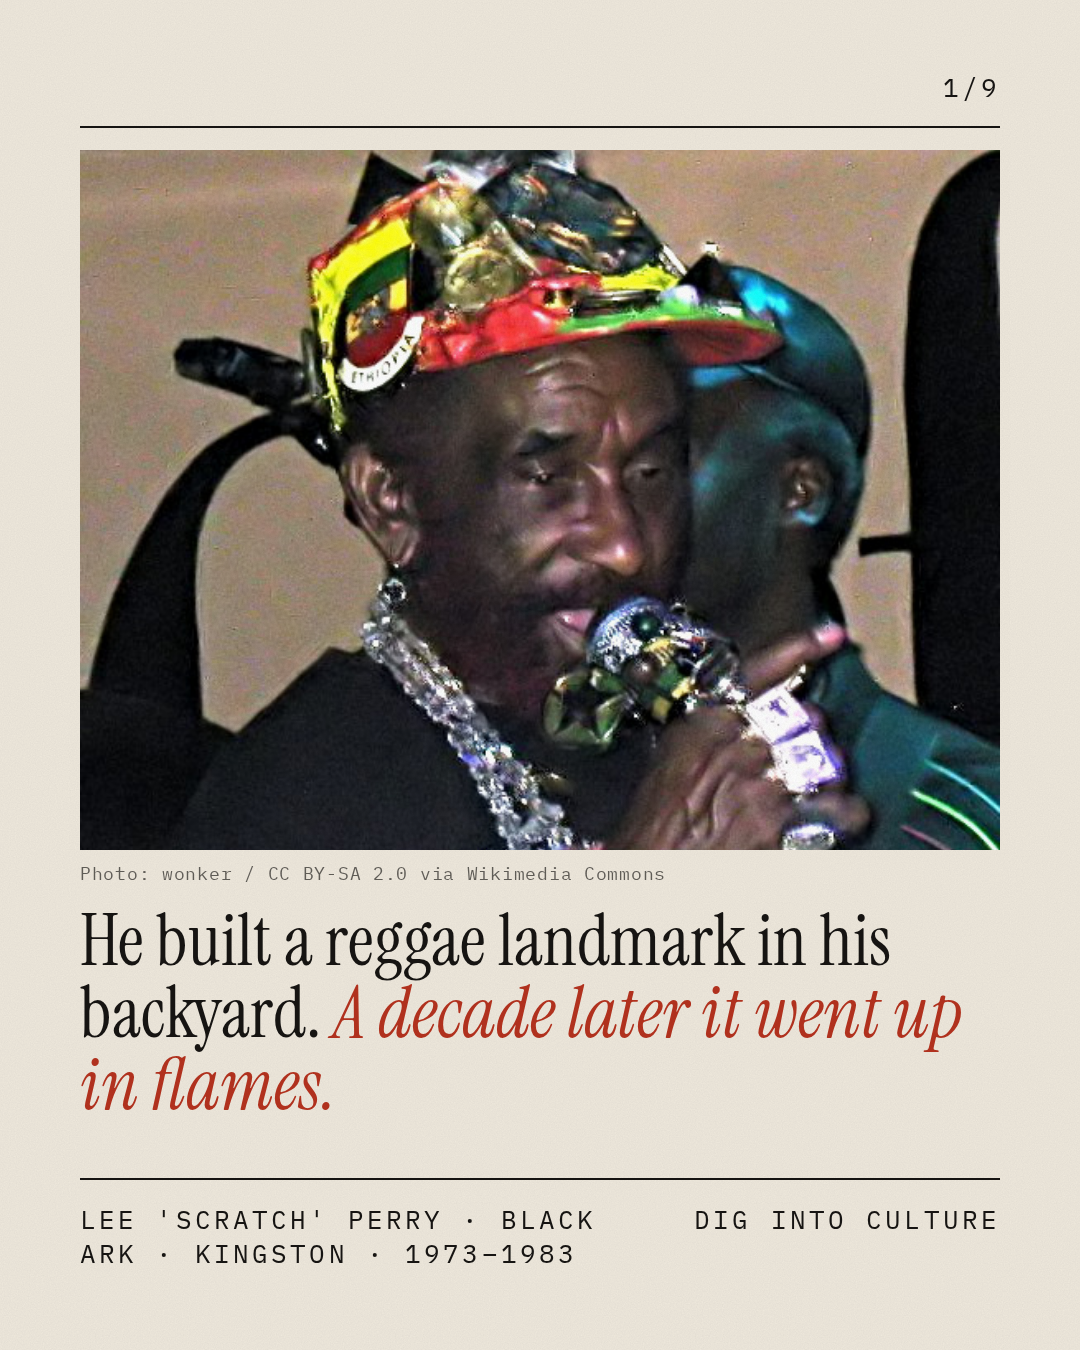 1/9
ETHIOPIA
Photo: wonker / CC BY-SA 2.0 via Wikimedia Commons
He built a reggae landmark in his
backyard. A decade later it went up
in flames.
LEE 'SCRATCH' PERRY · BLACK
ARK · KINGSTON · 1973–1983
DIG INTO CULTURE